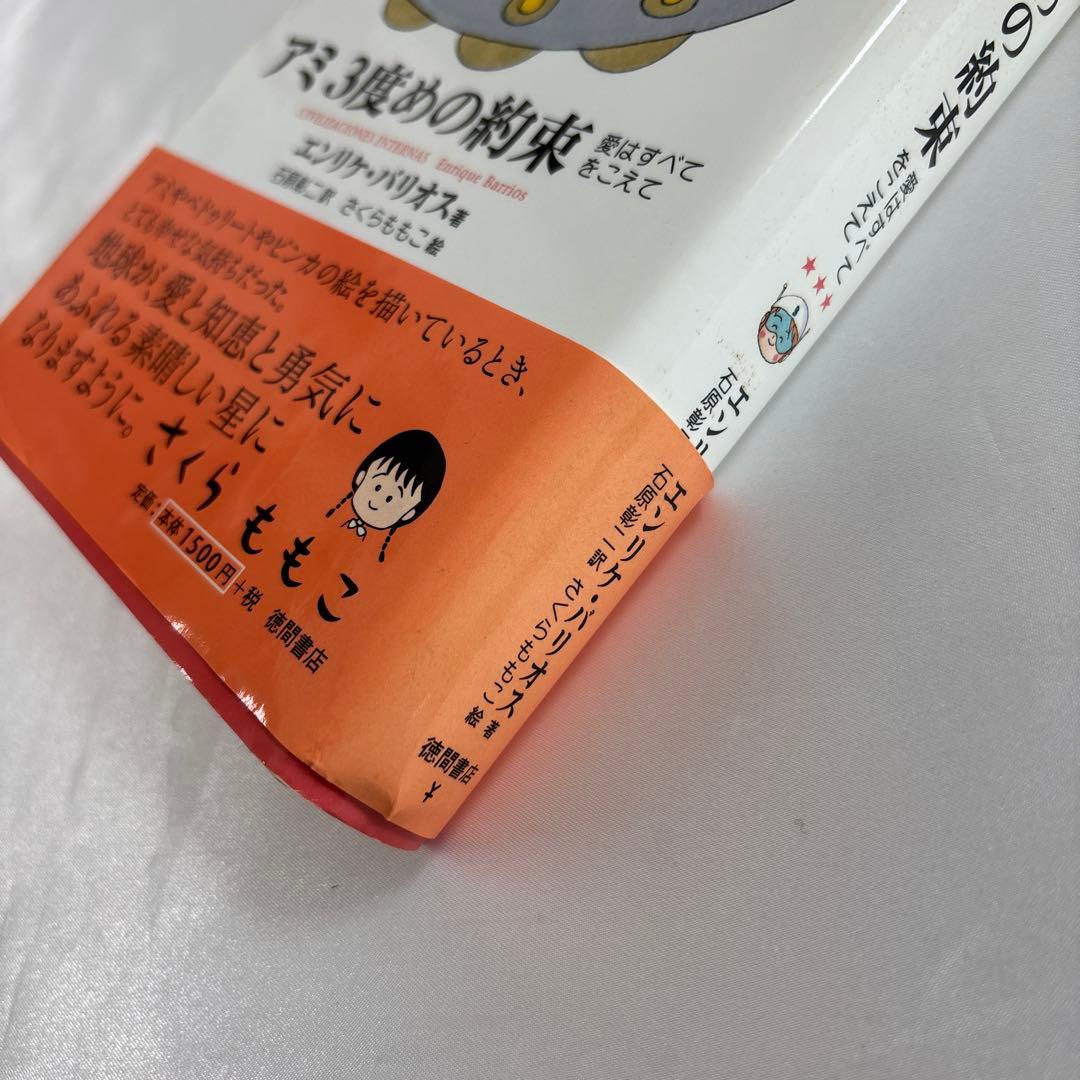 アミ 3度めの約束
愛はすべて
をこえて
CIVILIZACIONES INTERNAS Enrique Barrios
エンリケ・バリオス 著
石原彰二 訳 さくらももこ 絵
アミやペドゥリートやビンカの絵を描いているとき、
とても幸せな気持ちだった。
地球が、愛と知恵と勇気に
あふれる素晴しい星に
なりますように。
さくら ももこ
定価：本体1500円＋税 徳間書店
の約束
愛はすべて
をこえて
エンリ
石原彰二
エンリケ・バリオス 著
石原彰二 訳 さくらももこ 絵
徳間書店